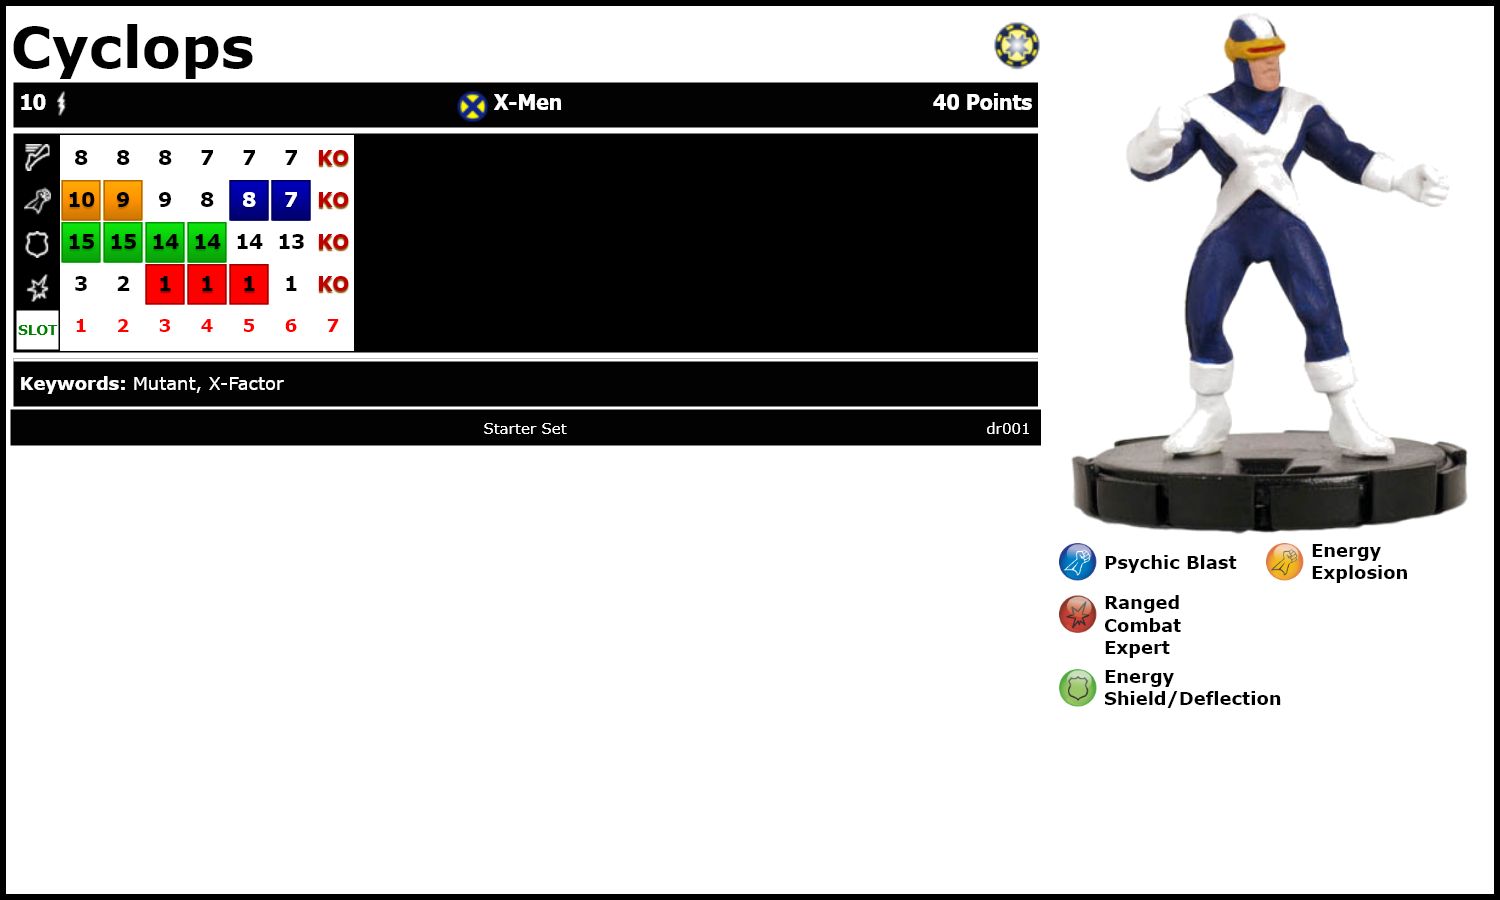 Cyclops
10 X-Men 40 Points
8 8 8 7 7 7 KO
10 9 9 8 8 7 KO
15 15 14 14 14 13 KO
3 2 1 1 1 1 KO
SLOT 1 2 3 4 5 6 7
Keywords: Mutant, X-Factor
Starter Set dr001
Psychic Blast
Energy
Explosion
Ranged
Combat
Expert
Energy
Shield/Deflection